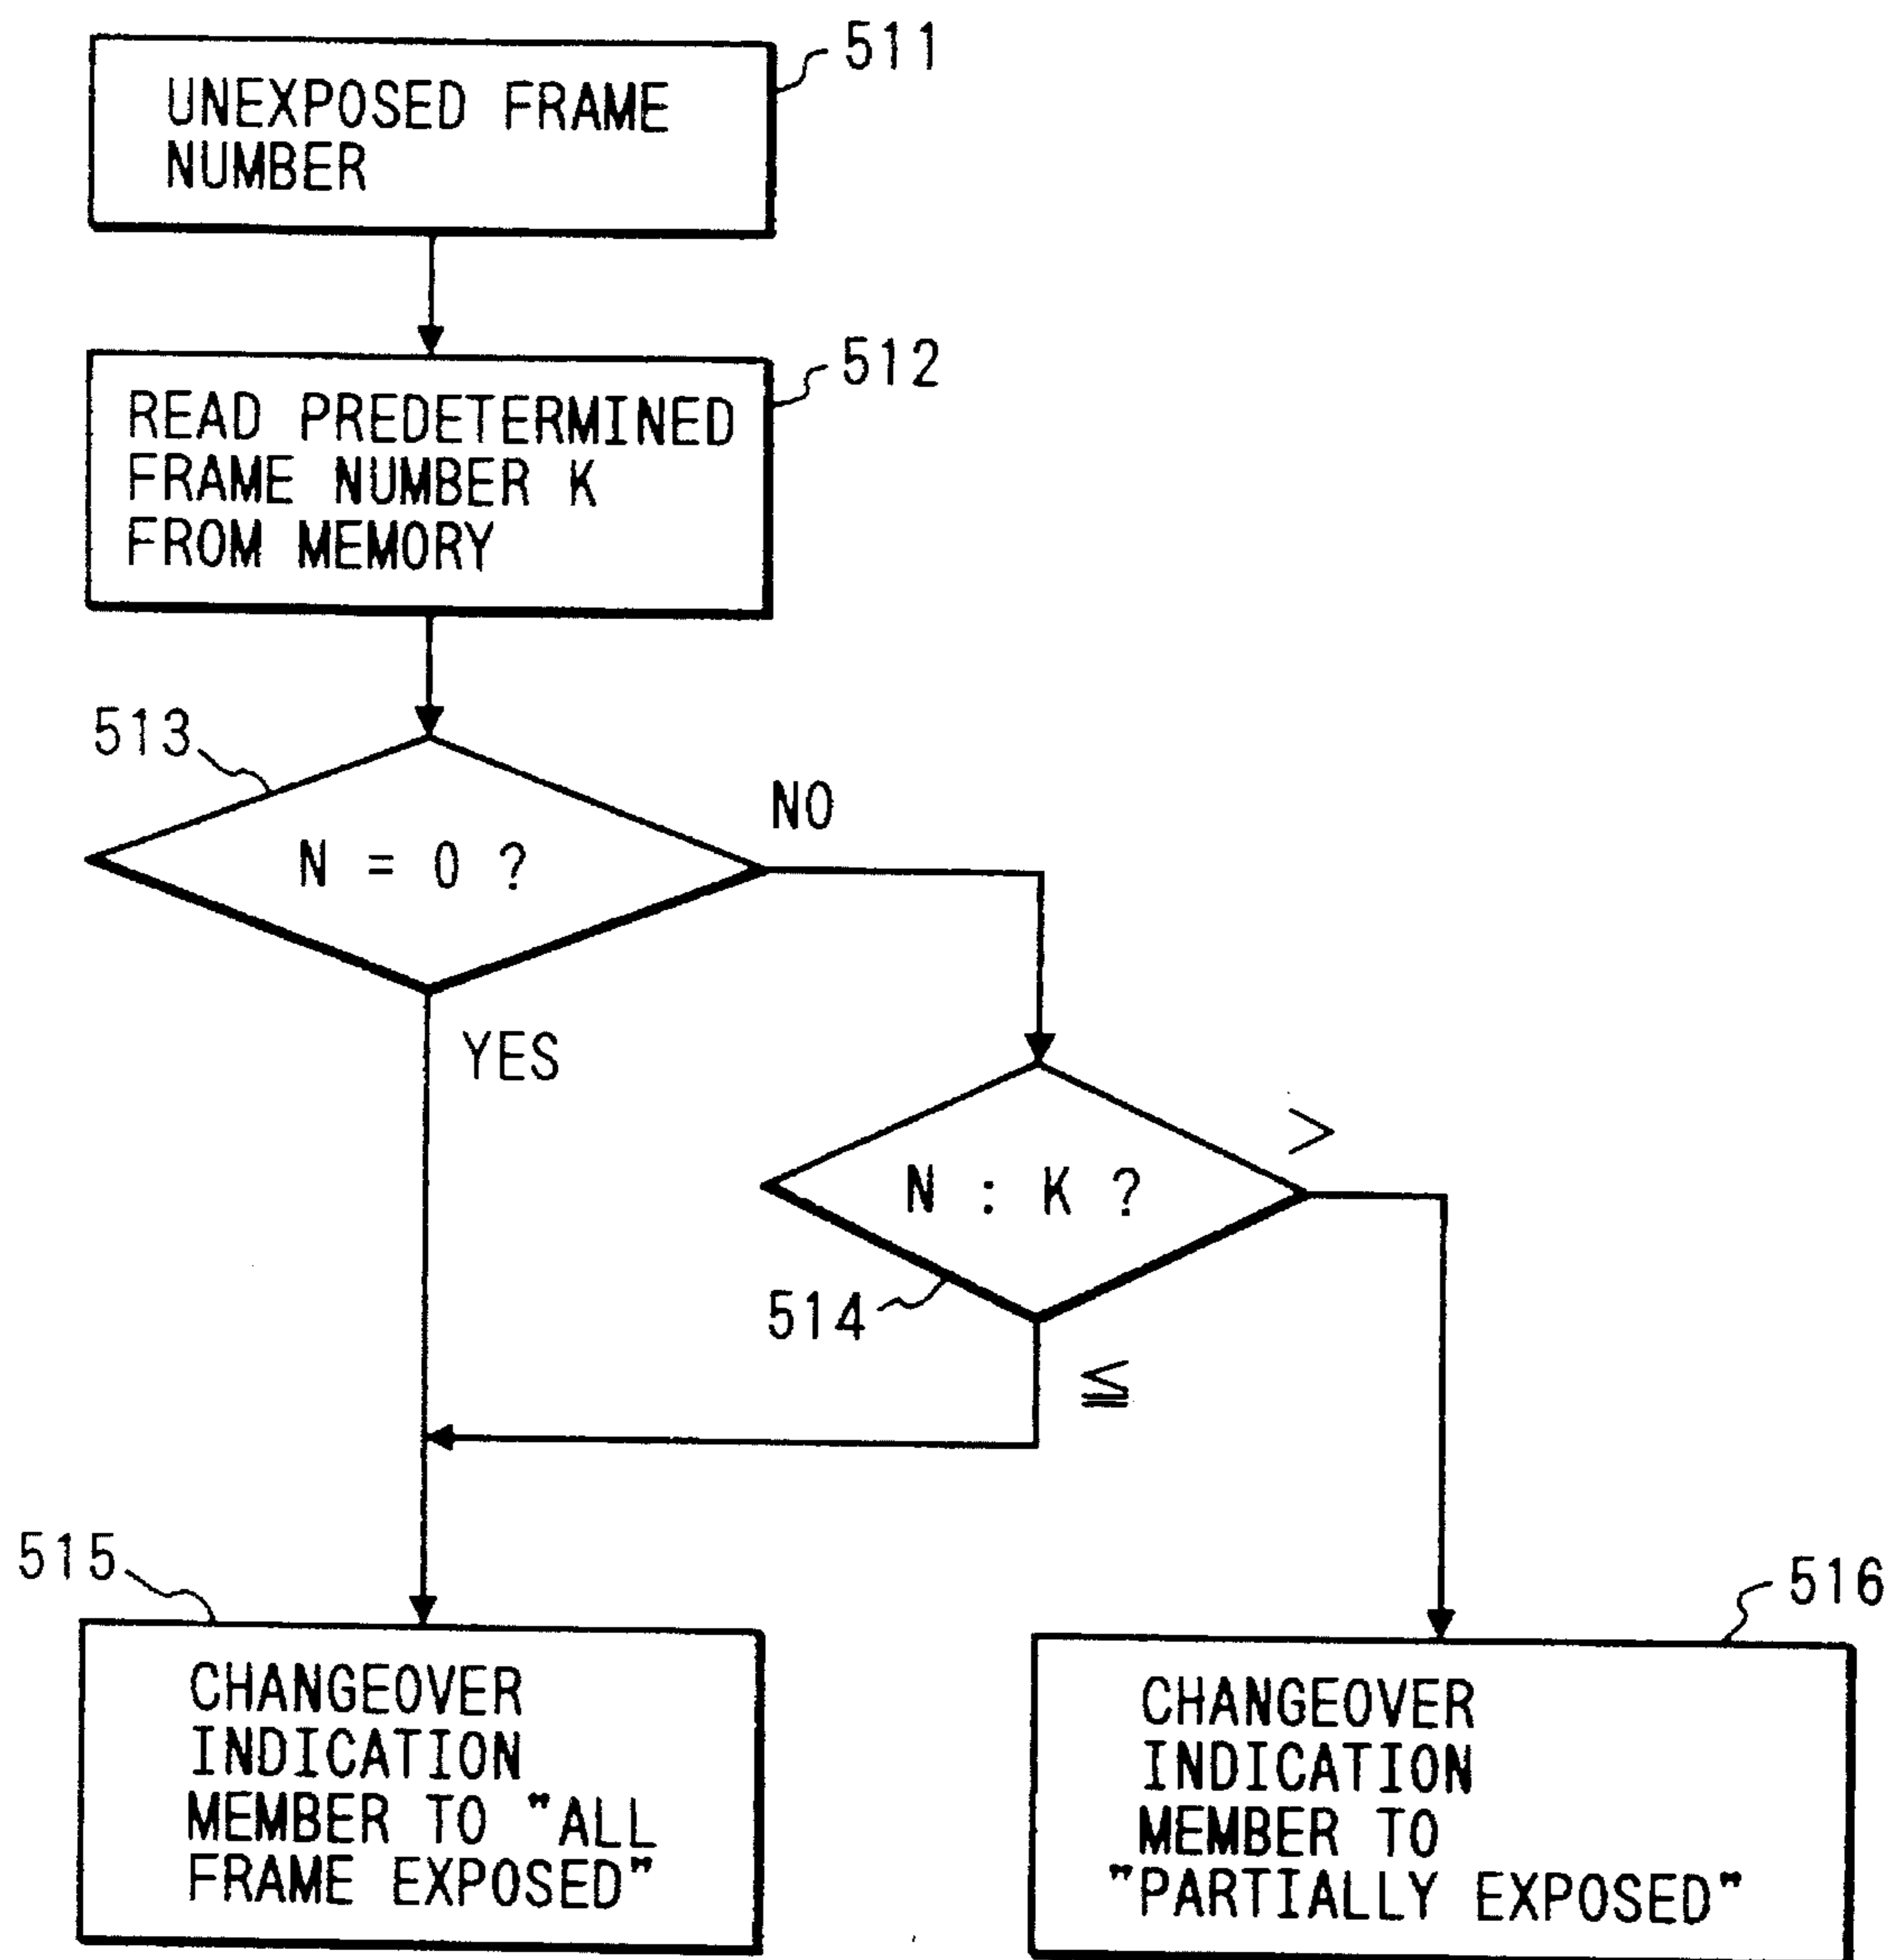 511
UNEXPOSED FRAME
NUMBER
512
READ PREDETERMINED
FRAME NUMBER K
FROM MEMORY
513
N = 0 ?
NO
YES
>
N : K ?
514
≦
515
CHANGEOVER
INDICATION
MEMBER TO "ALL
FRAME EXPOSED"
516
CHANGEOVER
INDICATION
MEMBER TO
"PARTIALLY EXPOSED"